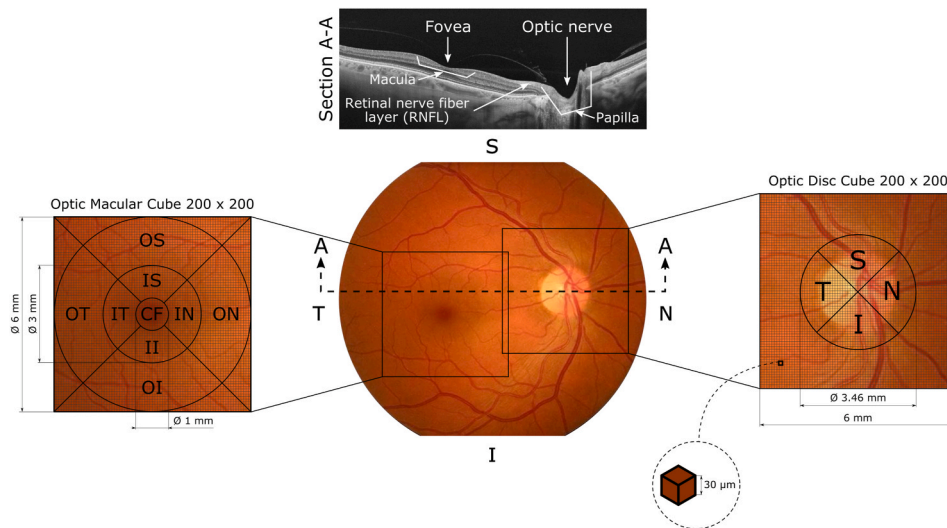 Section A-A
Fovea
Optic nerve
Macula
Retinal nerve fiber
layer (RNFL)
Papilla
S
Optic Macular Cube 200 x 200
Optic Disc Cube 200 x 200
A
A
T
N
I
OS
IS
OT
IT
CF
IN
ON
II
OI
Ø 6 mm
Ø 3 mm
Ø 1 mm
S
T
N
I
Ø 3.46 mm
6 mm
30 µm